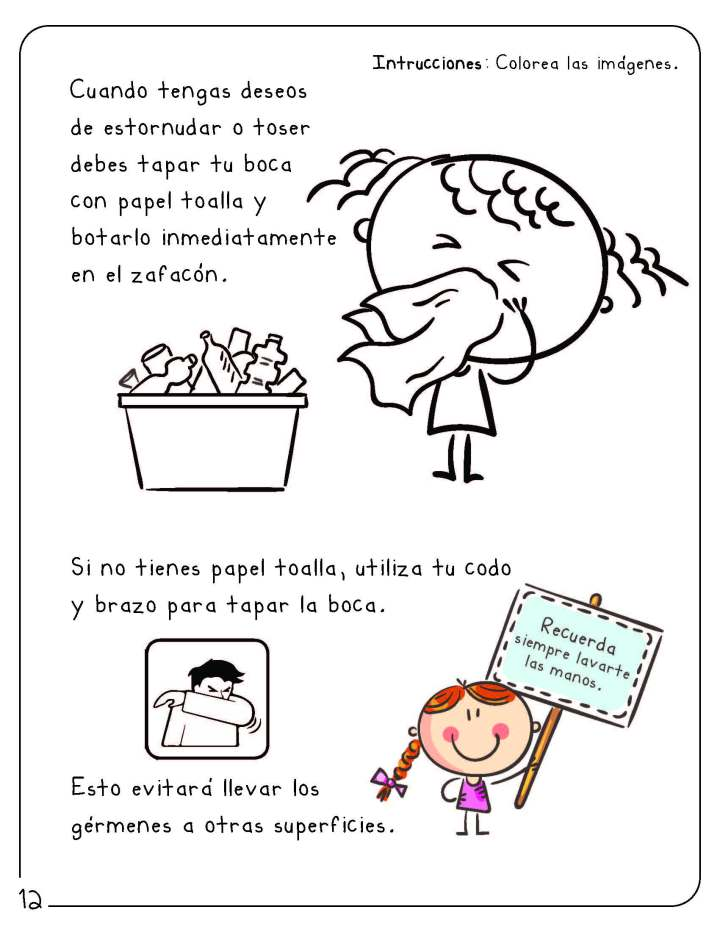 Intrucciones: Colorea las imágenes.
Cuando tengas deseos
de estornudar o toser
debes tapar tu boca
con papel toalla y
botarlo inmediatamente
en el zafacón.
Si no tienes papel toalla, utiliza tu codo
y brazo para tapar la boca.
Recuerda
siempre lavarte
las manos.
Esto evitará llevar los
gérmenes a otras superficies.
12